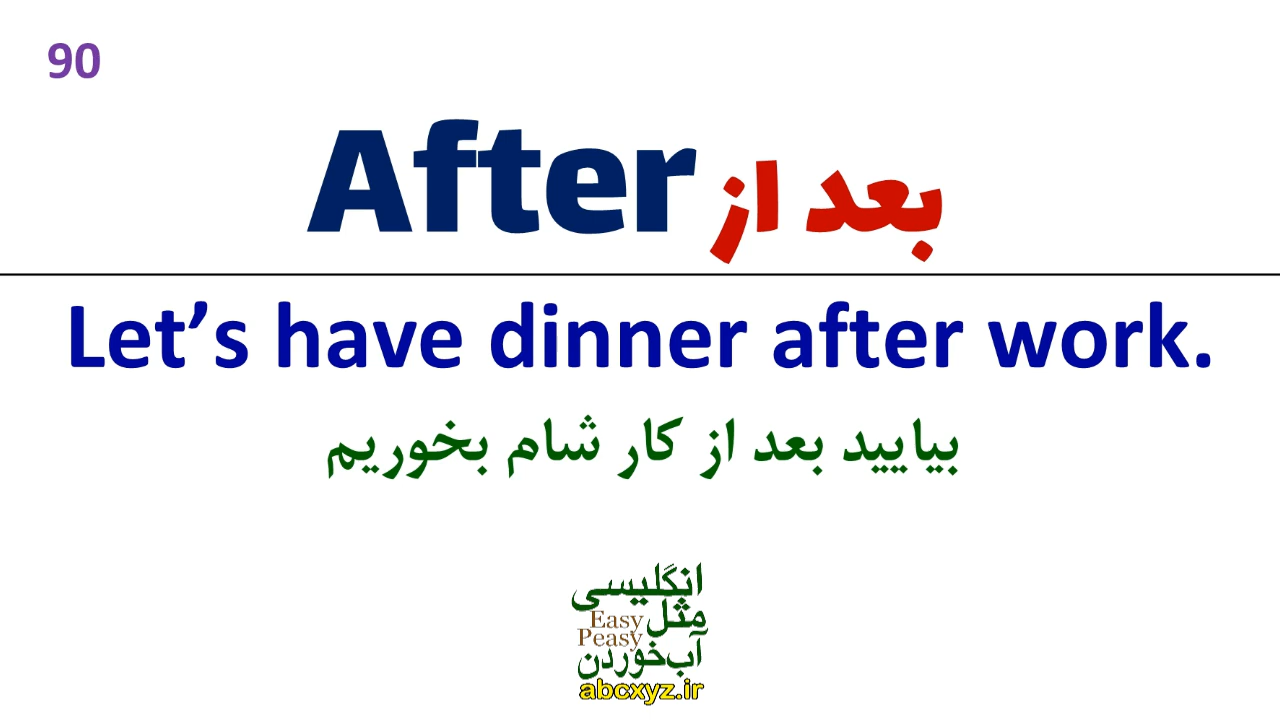 90
After بعد از
Let’s have dinner after work.
بیایید بعد از کار شام بخوریم
انگلیسی
مثل
Easy
Peasy
آب‌خوردن
abcxyz.ir